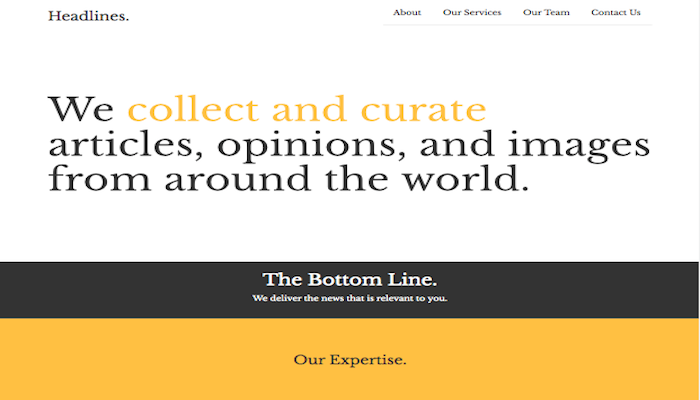 Headlines.
About Our Services Our Team Contact Us
We collect and curate
articles, opinions, and images
from around the world.
The Bottom Line.
We deliver the news that is relevant to you.
Our Expertise.